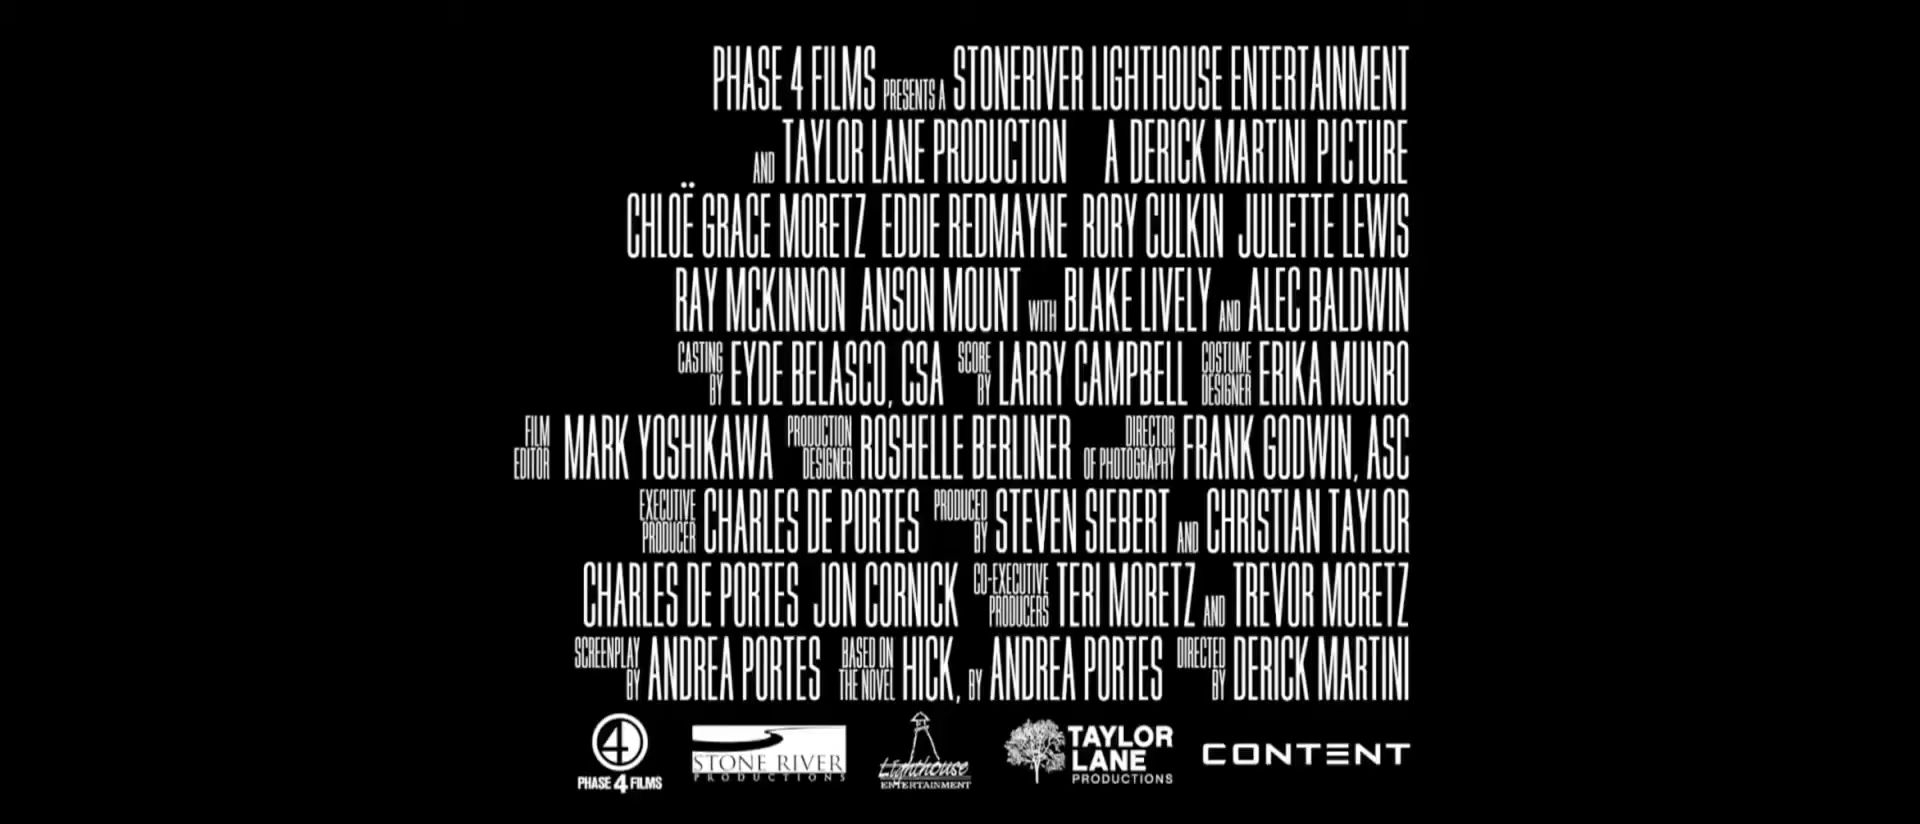 PHASE 4 FILMS PRESENTS A STONERIVER LIGHTHOUSE ENTERTAINMENT
AND TAYLOR LANE PRODUCTION A DERICK MARTINI PICTURE
CHLOË GRACE MORETZ EDDIE REDMAYNE RORY CULKIN JULIETTE LEWIS
RAY MCKINNON ANSON MOUNT WITH BLAKE LIVELY AND ALEC BALDWIN
CASTING BY EYDE BELASCO, CSA SCORE BY LARRY CAMPBELL COSTUME DESIGNER ERIKA MUNRO
FILM EDITOR MARK YOSHIKAWA PRODUCTION DESIGNER ROSHELLE BERLINER DIRECTOR OF PHOTOGRAPHY FRANK GODWIN, ASC
EXECUTIVE PRODUCER CHARLES DE PORTES PRODUCED BY STEVEN SIEBERT AND CHRISTIAN TAYLOR
CHARLES DE PORTES JON CORNICK CO-EXECUTIVE PRODUCERS TERI MORETZ AND TREVOR MORETZ
SCREENPLAY BY ANDREA PORTES BASED ON THE NOVEL HICK, BY ANDREA PORTES DIRECTED BY DERICK MARTINI
4
PHASE 4 FILMS
STONE RIVER
PRODUCTIONS
Lighthouse
ENTERTAINMENT
TAYLOR
LANE
PRODUCTIONS
CONTENT